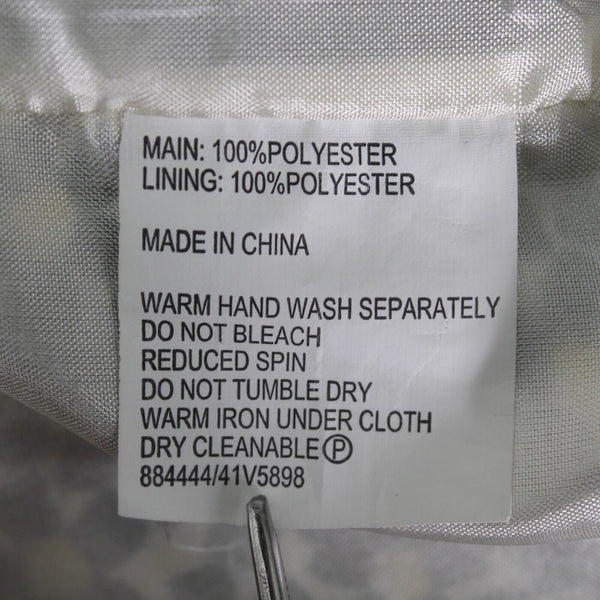 MAIN: 100%POLYESTER
LINING: 100%POLYESTER
MADE IN CHINA
WARM HAND WASH SEPARATELY
DO NOT BLEACH
REDUCED SPIN
DO NOT TUMBLE DRY
WARM IRON UNDER CLOTH
DRY CLEANABLE Ⓟ
884444/41V5898